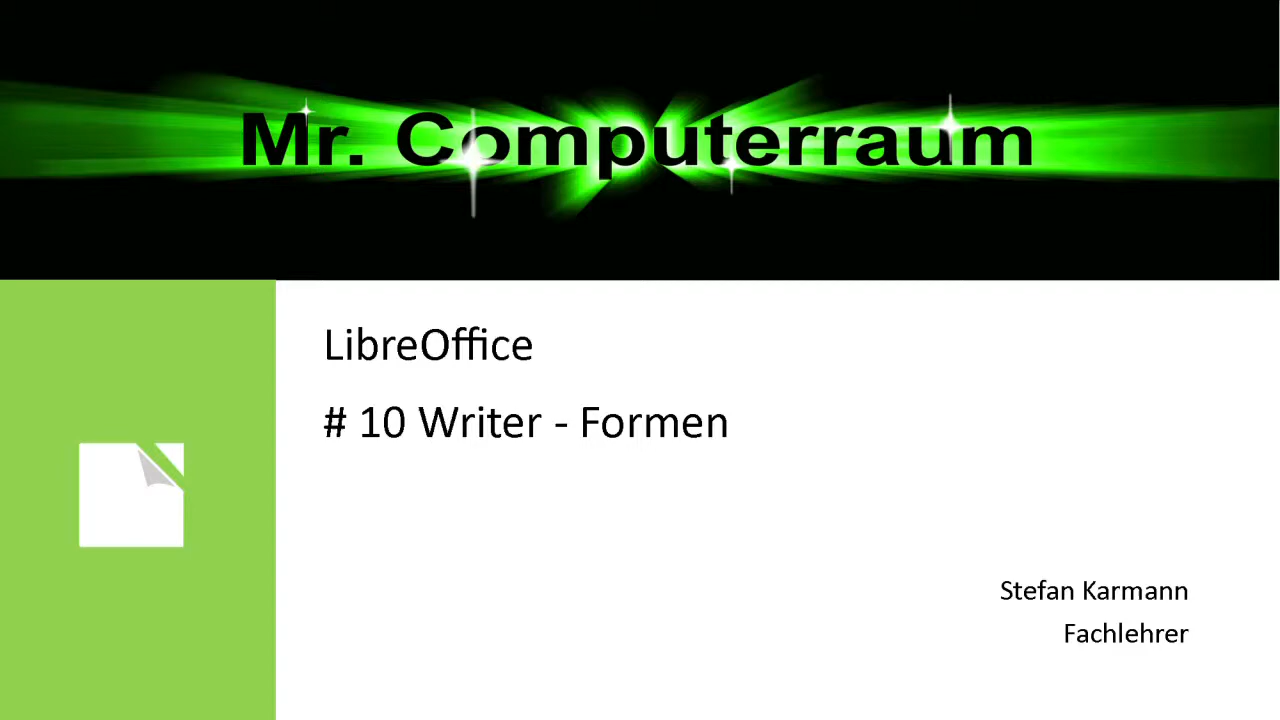 Mr. Computerraum
LibreOffice
# 10 Writer - Formen
Stefan Karmann
Fachlehrer